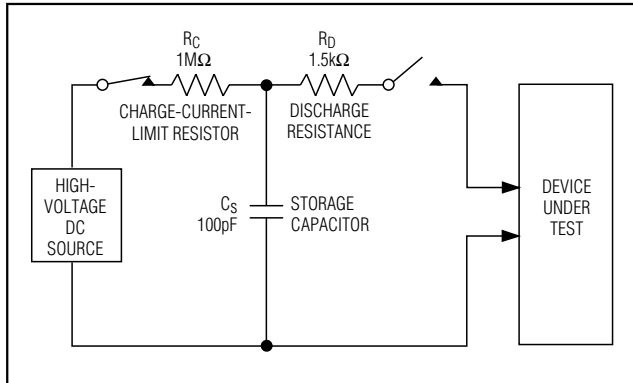 RC
1MΩ
CHARGE-CURRENT-
LIMIT RESISTOR
RD
1.5kΩ
DISCHARGE
RESISTANCE
HIGH-
VOLTAGE
DC
SOURCE
CS
100pF
STORAGE
CAPACITOR
DEVICE
UNDER
TEST